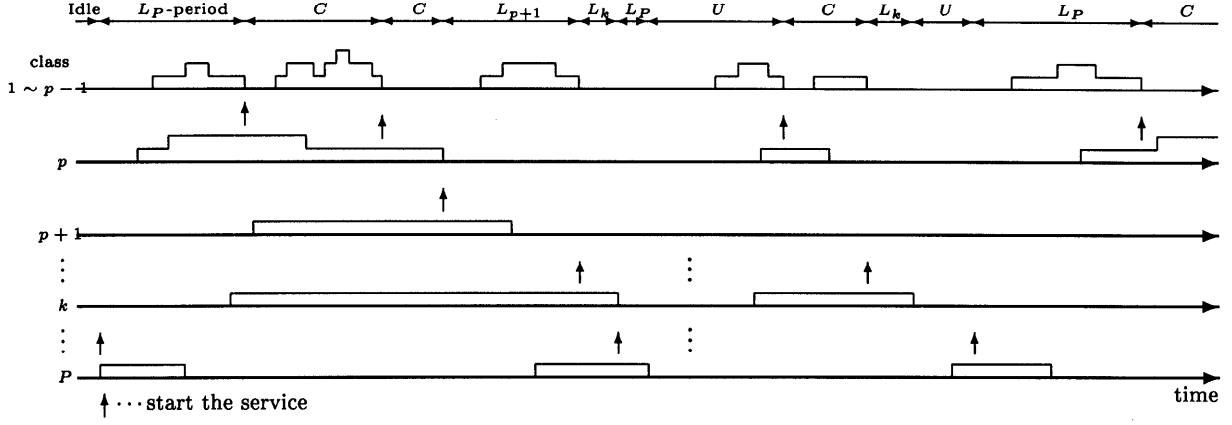 Idle L_P-period C C L_{p+1} L_k L_P U C L_k U L_P C
class
1 ∼ p − 1
p
p + 1
⋮ ⋮
k
⋮ ⋮
P
time
↑ ··· start the service